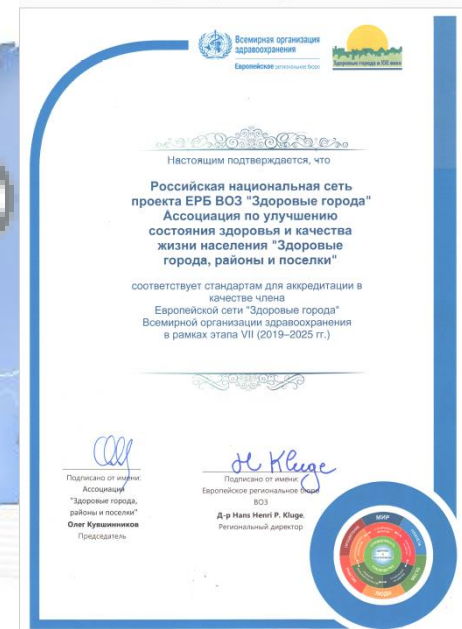 Всемирная организация
здравоохранения
Европейское региональное бюро
Здоровые города в XXI веке
Настоящим подтверждается, что
Российская национальная сеть
проекта ЕРБ ВОЗ "Здоровые города"
Ассоциация по улучшению
состояния здоровья и качества
жизни населения "Здоровые
города, районы и поселки"
соответствует стандартам для аккредитации в
качестве члена
Европейской сети "Здоровые города"
Всемирной организации здравоохранения
в рамках этапа VII (2019–2025 гг.)
H Kluge
Подписано от имени:
Ассоциация
"Здоровые города,
районы и поселки"
Олег Кувшинников
Председатель
Подписано от имени:
Европейское региональное бюро
ВОЗ
Д-р Hans Henri P. Kluge,
Региональный директор
МИР
МЕСТО
ЛЮДИ